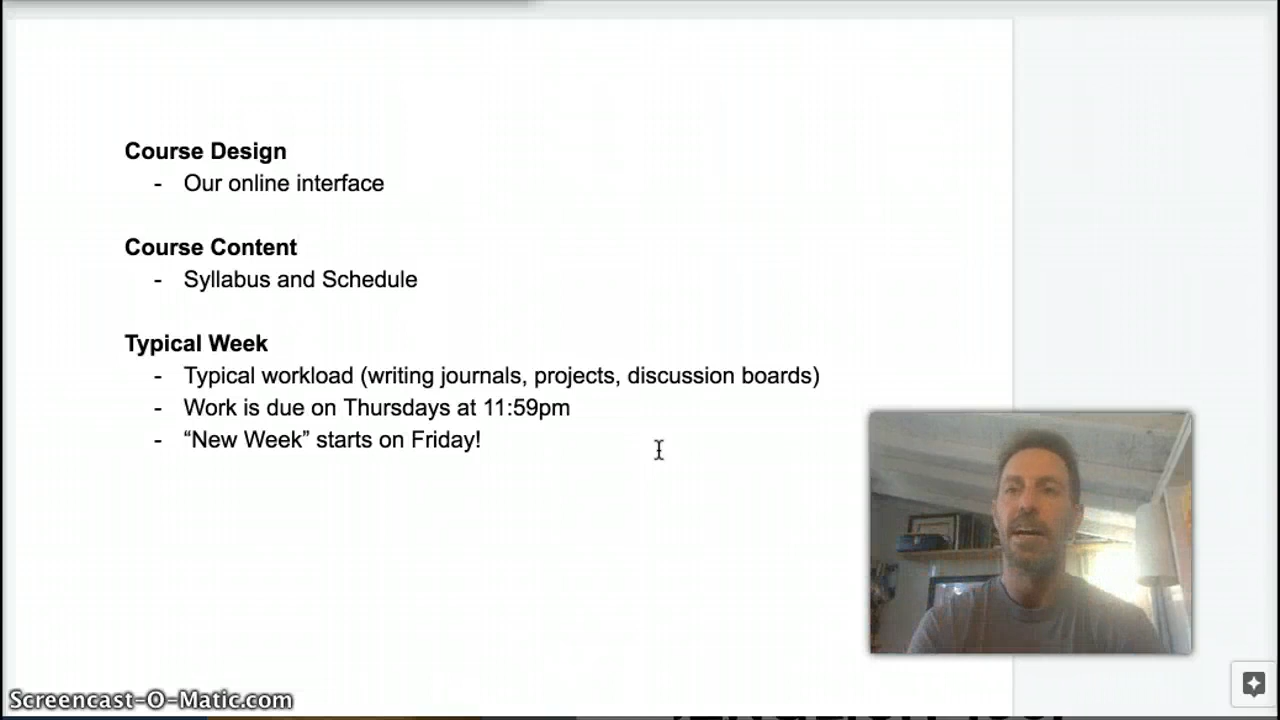 Course Design
- Our online interface
Course Content
- Syllabus and Schedule
Typical Week
- Typical workload (writing journals, projects, discussion boards)
- Work is due on Thursdays at 11:59pm
- “New Week” starts on Friday!
Screencast-O-Matic.com